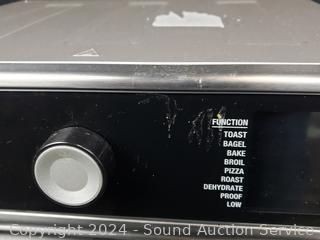 FUNCTION
TOAST
BAGEL
BAKE
BROIL
PIZZA
ROAST
DEHYDRATE
PROOF
LOW
Copyright 2024 - Sound Auction Service